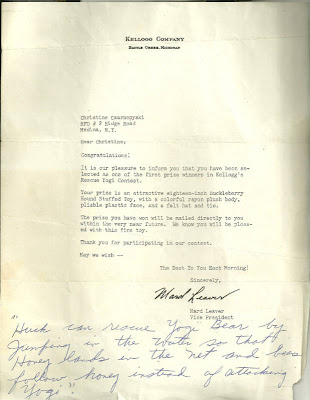 KELLOGG COMPANY
BATTLE CREEK, MICHIGAN
Christine Czarnogyski
RFD # 2 Ridge Road
Medina, N.Y.
Dear Christine,
Congratulations!
It is our pleasure to inform you that you have been se-
lected as one of the first prize winners in Kellogg's
Rescue Yogi Contest.
Your prize is an attractive eighteen-inch Huckleberry
Hound Stuffed Toy, with a colorful rayon plush body,
pliable plastic face, and a felt hat and tie.
The prize you have won will be mailed directly to you
within the very near future. We know you will be pleas-
ed with this fine toy.
Thank you for participating in our contest.
May we wish --
The Best To You Each Morning!
Sincerely,
Ward Leaver
Ward Leaver
Vice President
"Huck can rescue Yogi Bear by
jumping in the water so that
Honey lands in the net and bees
follow honey instead of attacking
Yogi."